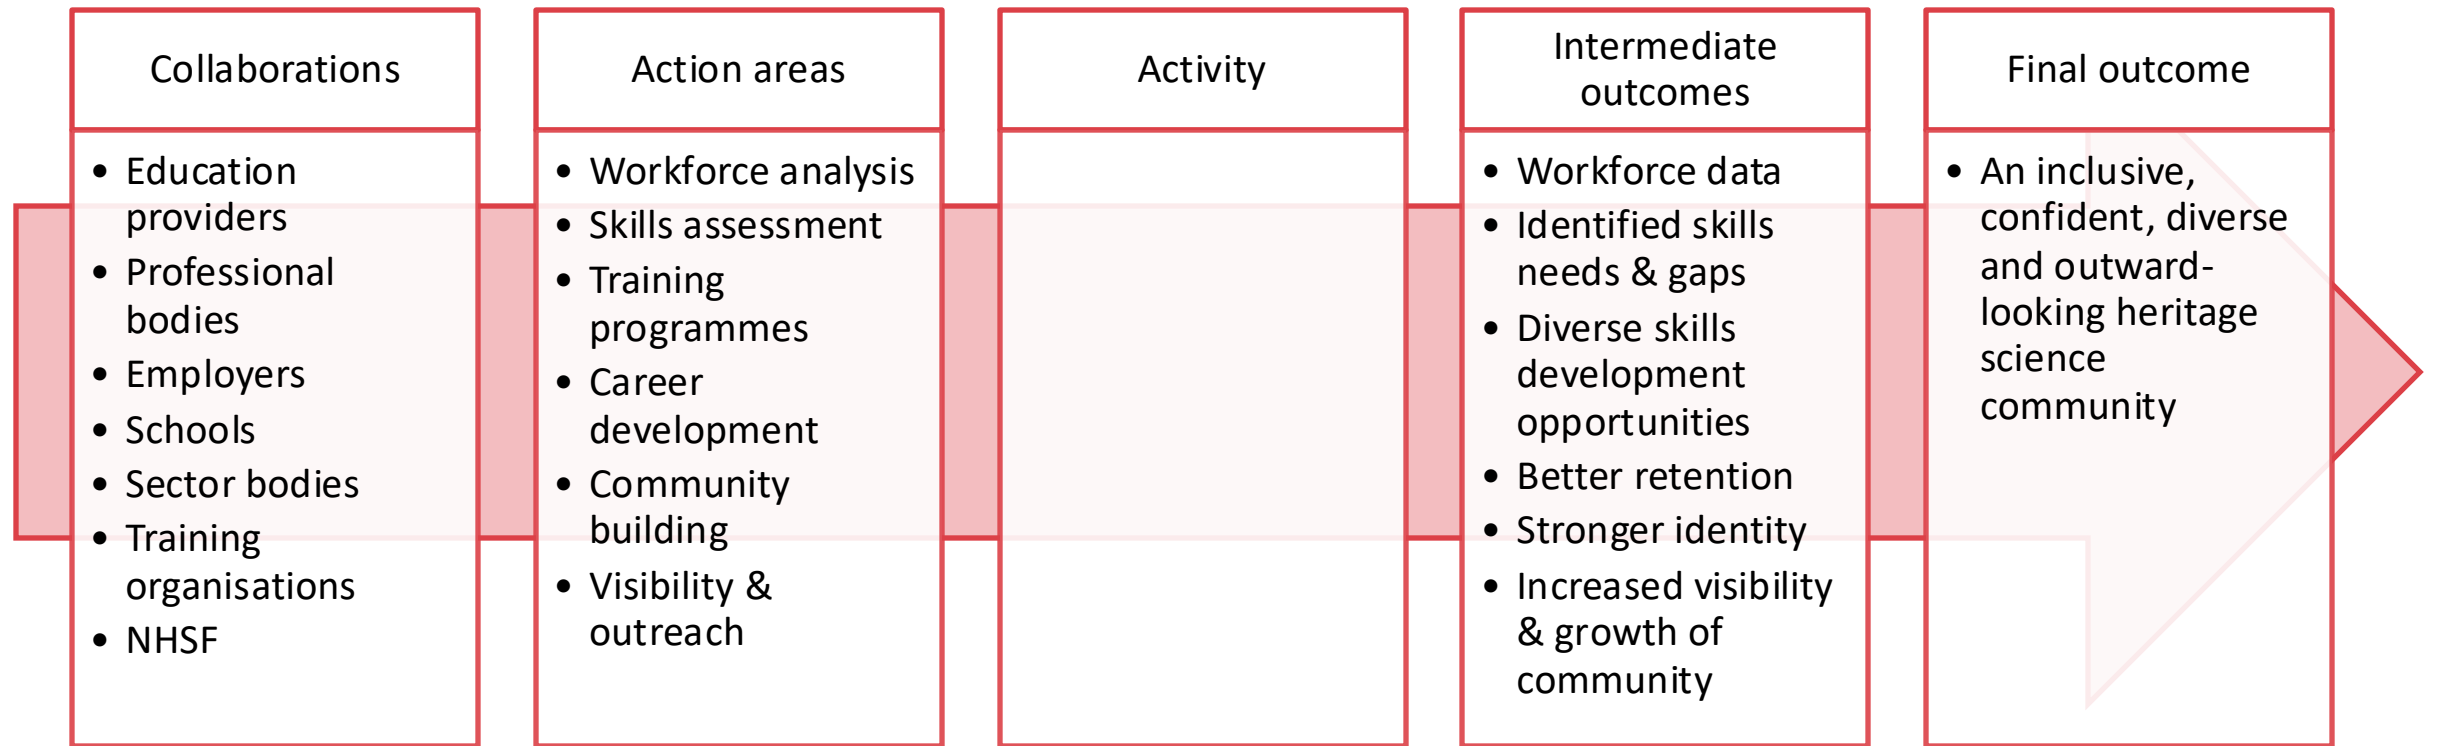 Collaborations
• Education
providers
• Professional
bodies
• Employers
• Schools
• Sector bodies
• Training
organisations
• NHSF
Action areas
• Workforce analysis
• Skills assessment
• Training
programmes
• Career
development
• Community
building
• Visibility &
outreach
Activity
Intermediate
outcomes
• Workforce data
• Identified skills
needs & gaps
• Diverse skills
development
opportunities
• Better retention
• Stronger identity
• Increased visibility
& growth of
community
Final outcome
• An inclusive,
confident, diverse
and outward-
looking heritage
science
community